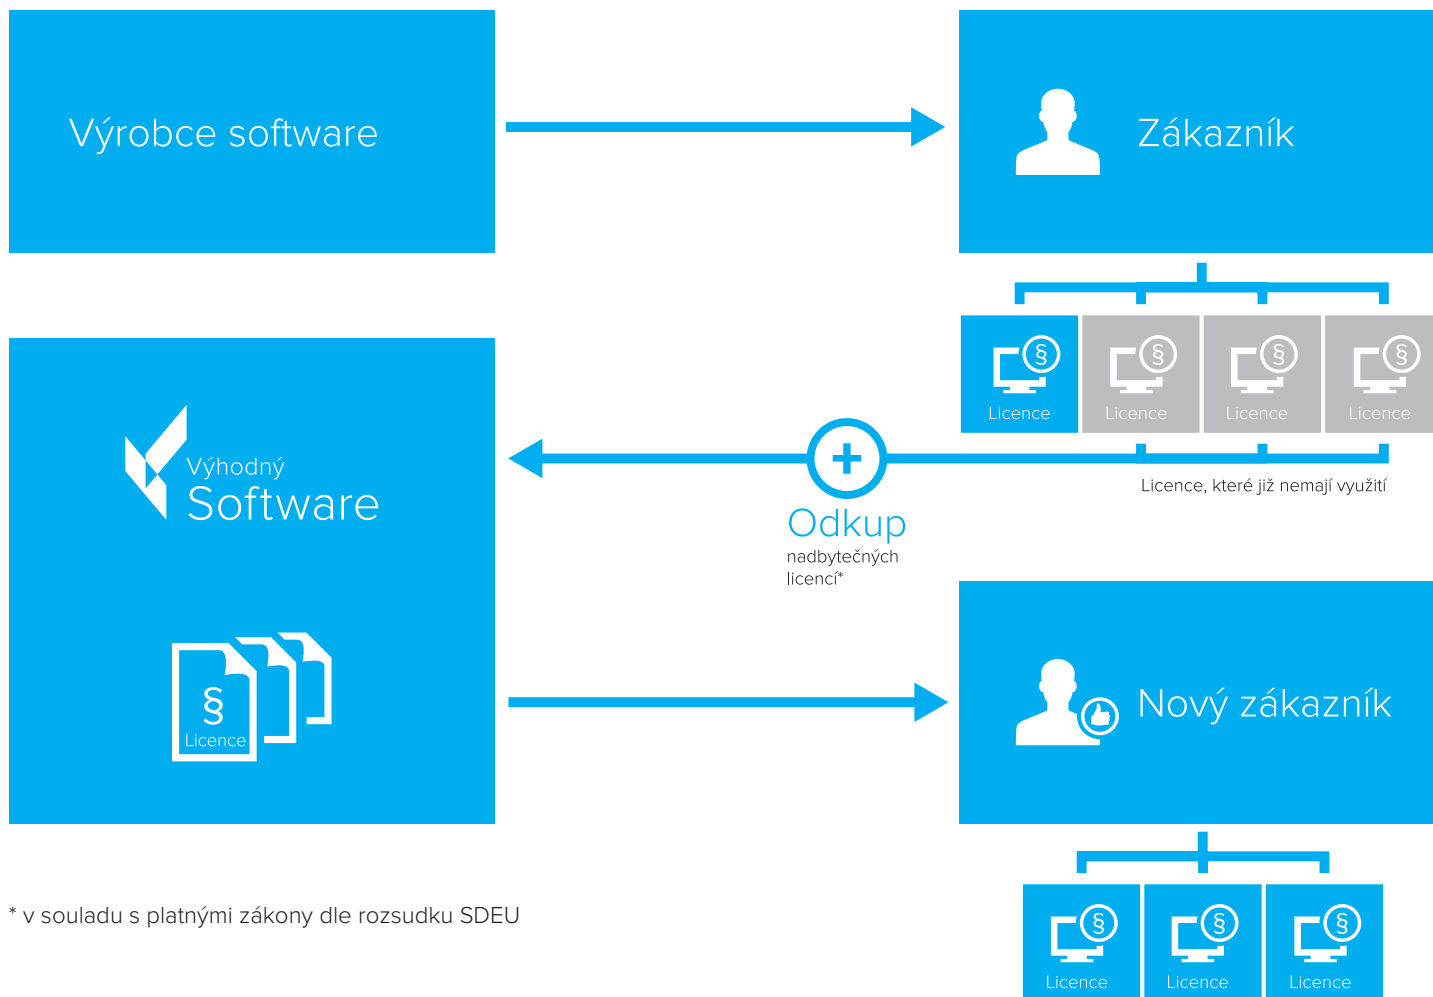 Výrobce software
Zákazník
§
§
§
§
Licence
Licence
Licence
Licence
Licence, které již nemají využití
Výhodný
Software
Odkup
nadbytečných
licencí*
§
Licence
Nový zákazník
* v souladu s platnými zákony dle rozsudku SDEU
§
§
§
Licence
Licence
Licence